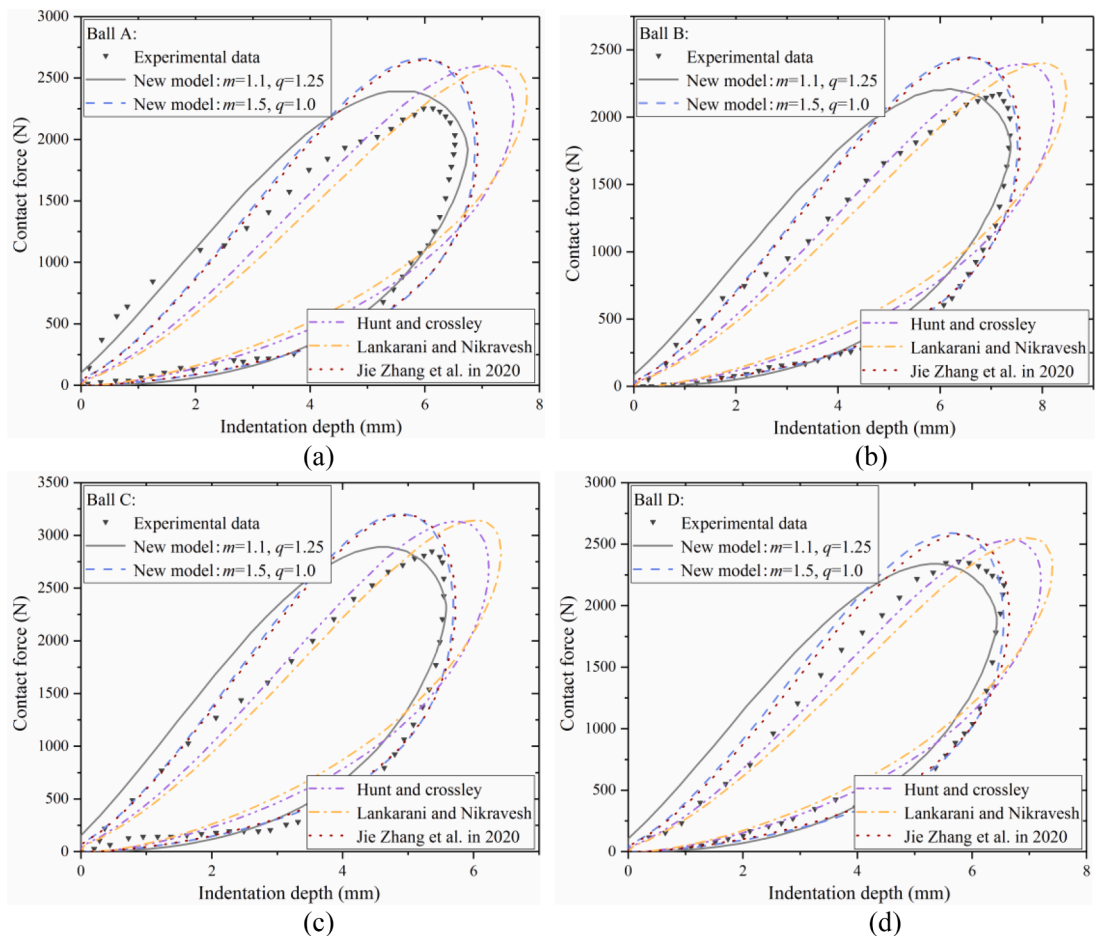 3000
2500
2000
1500
1000
500
0
Contact force (N)
Ball A:
Experimental data
New model: m=1.1, q=1.25
New model: m=1.5, q=1.0
Hunt and crossley
Lankarani and Nikravesh
Jie Zhang et al. in 2020
0 2 4 6 8
Indentation depth (mm)
(a)
2500
2000
1500
1000
500
0
Contact force (N)
Ball B:
Experimental data
New model: m=1.1, q=1.25
New model: m=1.5, q=1.0
Hunt and crossley
Lankarani and Nikravesh
Jie Zhang et al. in 2020
0 2 4 6 8
Indentation depth (mm)
(b)
3500
3000
2500
2000
1500
1000
500
0
Contact force (N)
Ball C:
Experimental data
New model: m=1.1, q=1.25
New model: m=1.5, q=1.0
Hunt and crossley
Lankarani and Nikravesh
Jie Zhang et al. in 2020
0 2 4 6
Indentation depth (mm)
(c)
3000
2500
2000
1500
1000
500
0
Contact force (N)
Ball D:
Experimental data
New model: m=1.1, q=1.25
New model: m=1.5, q=1.0
Hunt and crossley
Lankarani and Nikravesh
Jie Zhang et al. in 2020
0 2 4 6 8
Indentation depth (mm)
(d)